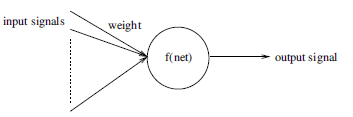 input signals
weight
f(net)
output signal